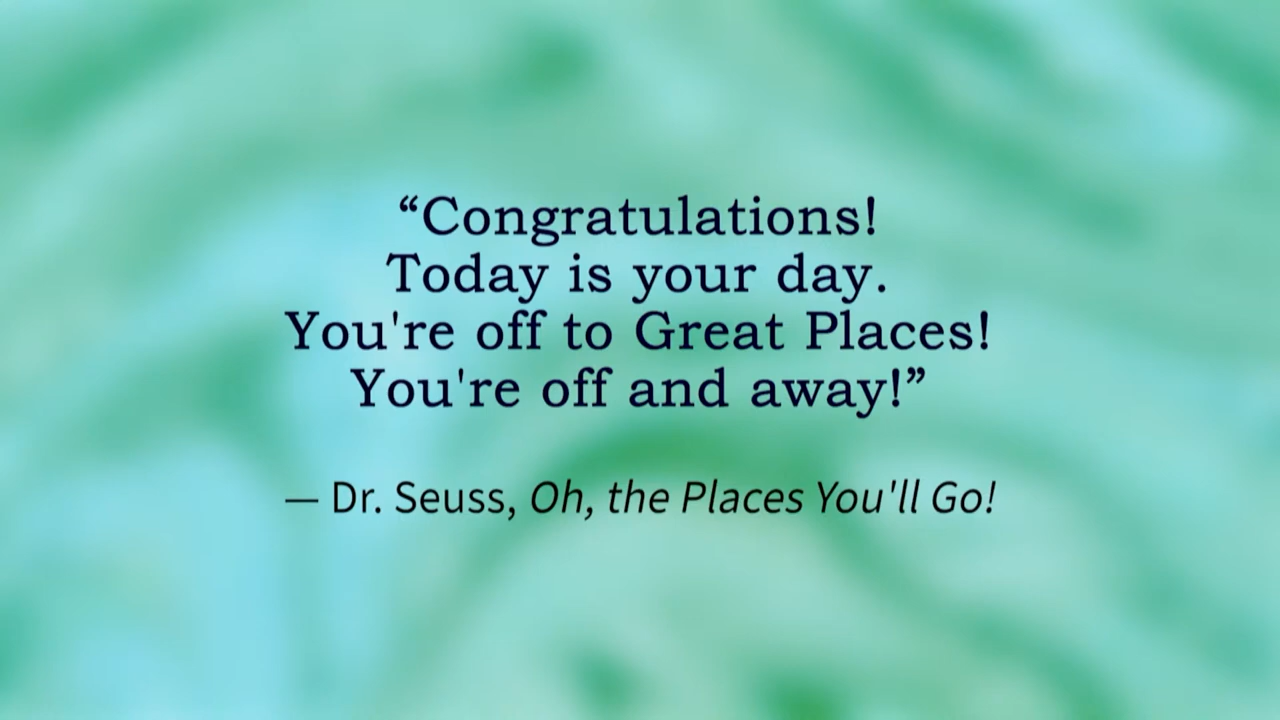 “Congratulations!
Today is your day.
You're off to Great Places!
You're off and away!”
— Dr. Seuss, Oh, the Places You'll Go!